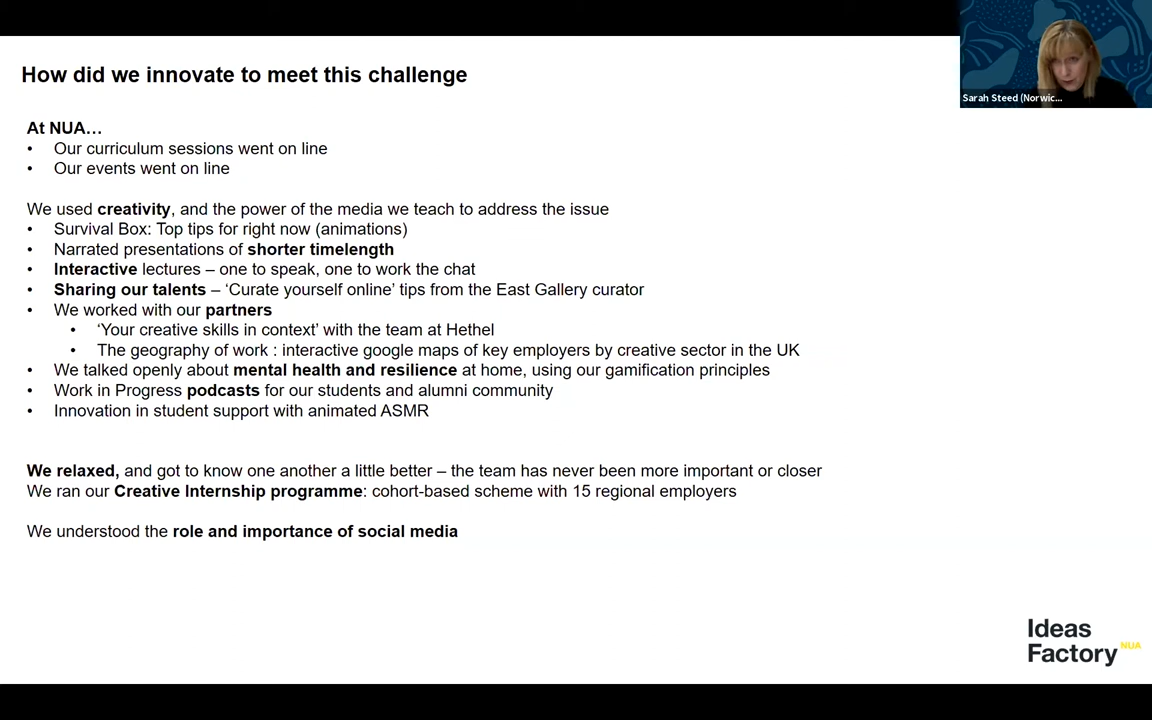 How did we innovate to meet this challenge
Sarah Steed (Norwic...
At NUA...
• Our curriculum sessions went on line
• Our events went on line
We used creativity, and the power of the media we teach to address the issue
• Survival Box: Top tips for right now (animations)
• Narrated presentations of shorter timelength
• Interactive lectures – one to speak, one to work the chat
• Sharing our talents – ‘Curate yourself online’ tips from the East Gallery curator
• We worked with our partners
• ‘Your creative skills in context’ with the team at Hethel
• The geography of work : interactive google maps of key employers by creative sector in the UK
• We talked openly about mental health and resilience at home, using our gamification principles
• Work in Progress podcasts for our students and alumni community
• Innovation in student support with animated ASMR
We relaxed, and got to know one another a little better – the team has never been more important or closer
We ran our Creative Internship programme: cohort-based scheme with 15 regional employers
We understood the role and importance of social media
Ideas
Factory NUA